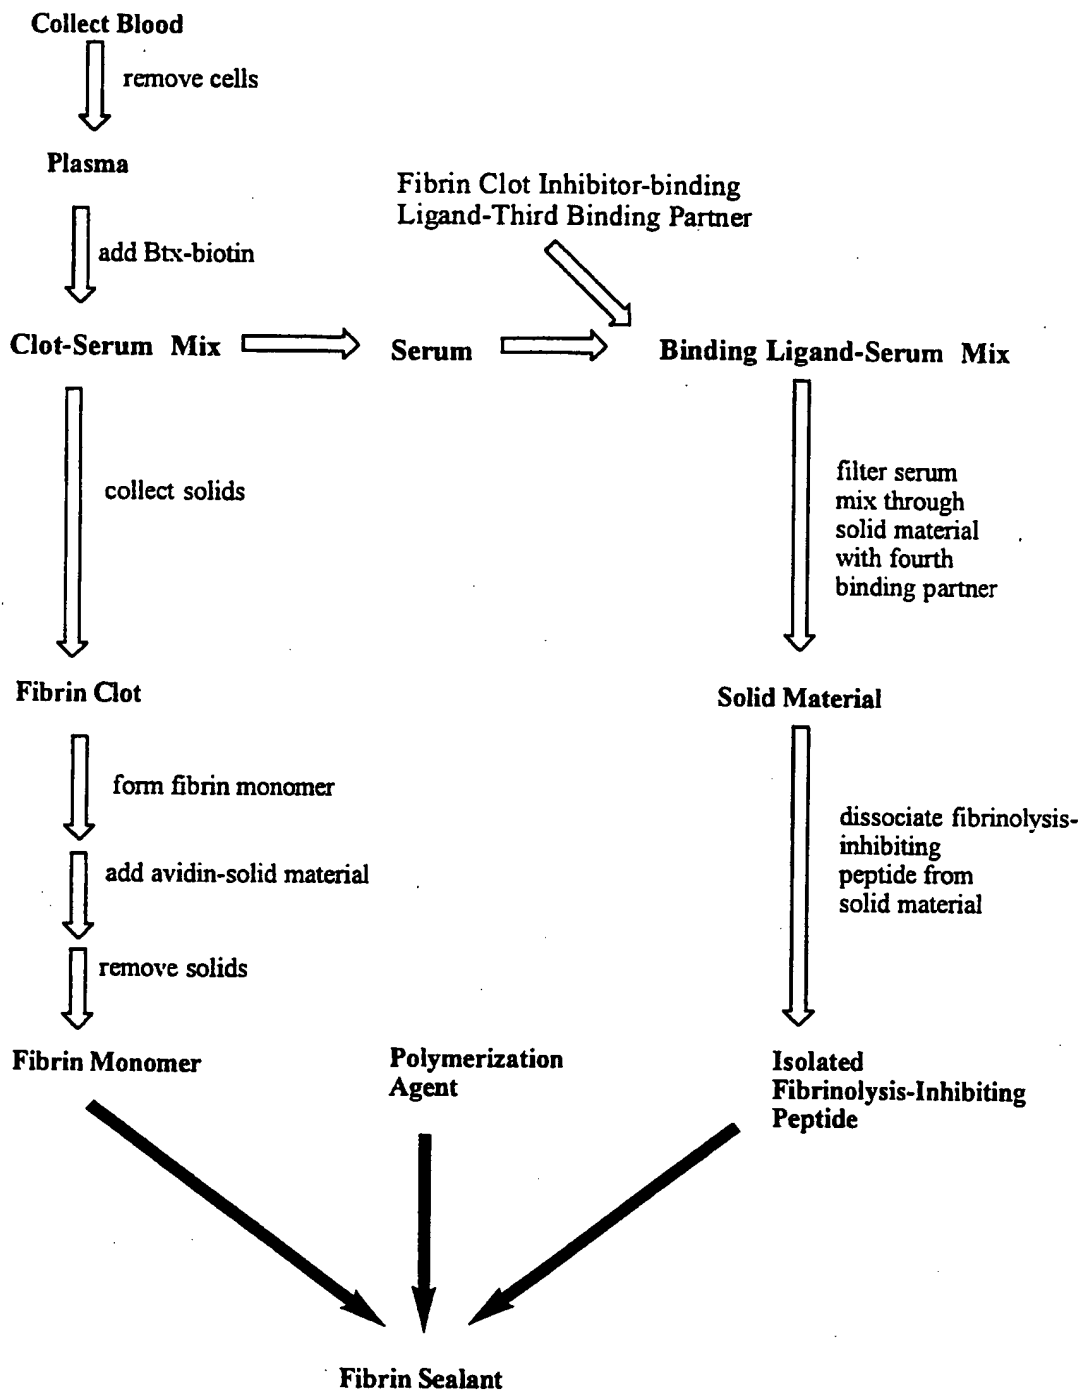 Collect Blood
remove cells
Plasma
Fibrin Clot Inhibitor-binding
Ligand-Third Binding Partner
add Btx-biotin
Clot-Serum Mix
Serum
Binding Ligand-Serum Mix
collect solids
filter serum
mix through
solid material
with fourth
binding partner
Fibrin Clot
Solid Material
form fibrin monomer
dissociate fibrinolysis-
inhibiting
peptide from
solid material
add avidin-solid material
remove solids
Fibrin Monomer
Polymerization
Agent
Isolated
Fibrinolysis-Inhibiting
Peptide
Fibrin Sealant